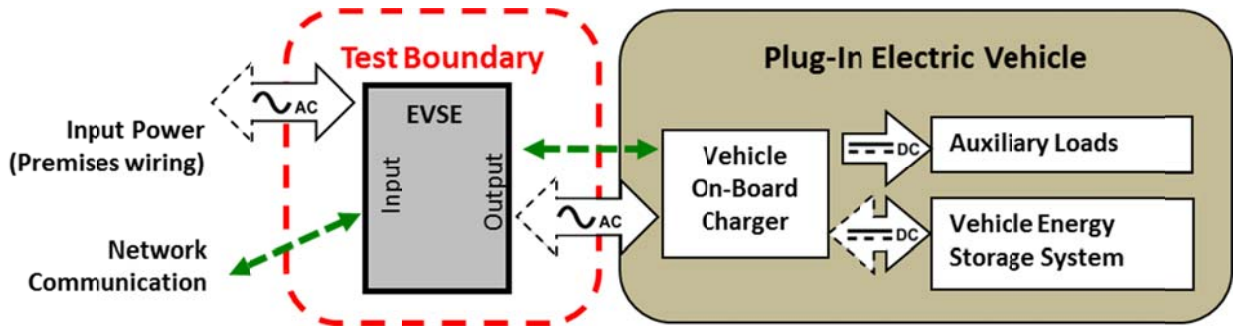 Test Boundary
Plug-In Electric Vehicle
AC
EVSE
Input Power
(Premises wiring)
Input
Output
Vehicle
On-Board
Charger
DC
Auxiliary Loads
AC
DC
Vehicle Energy
Storage System
Network
Communication